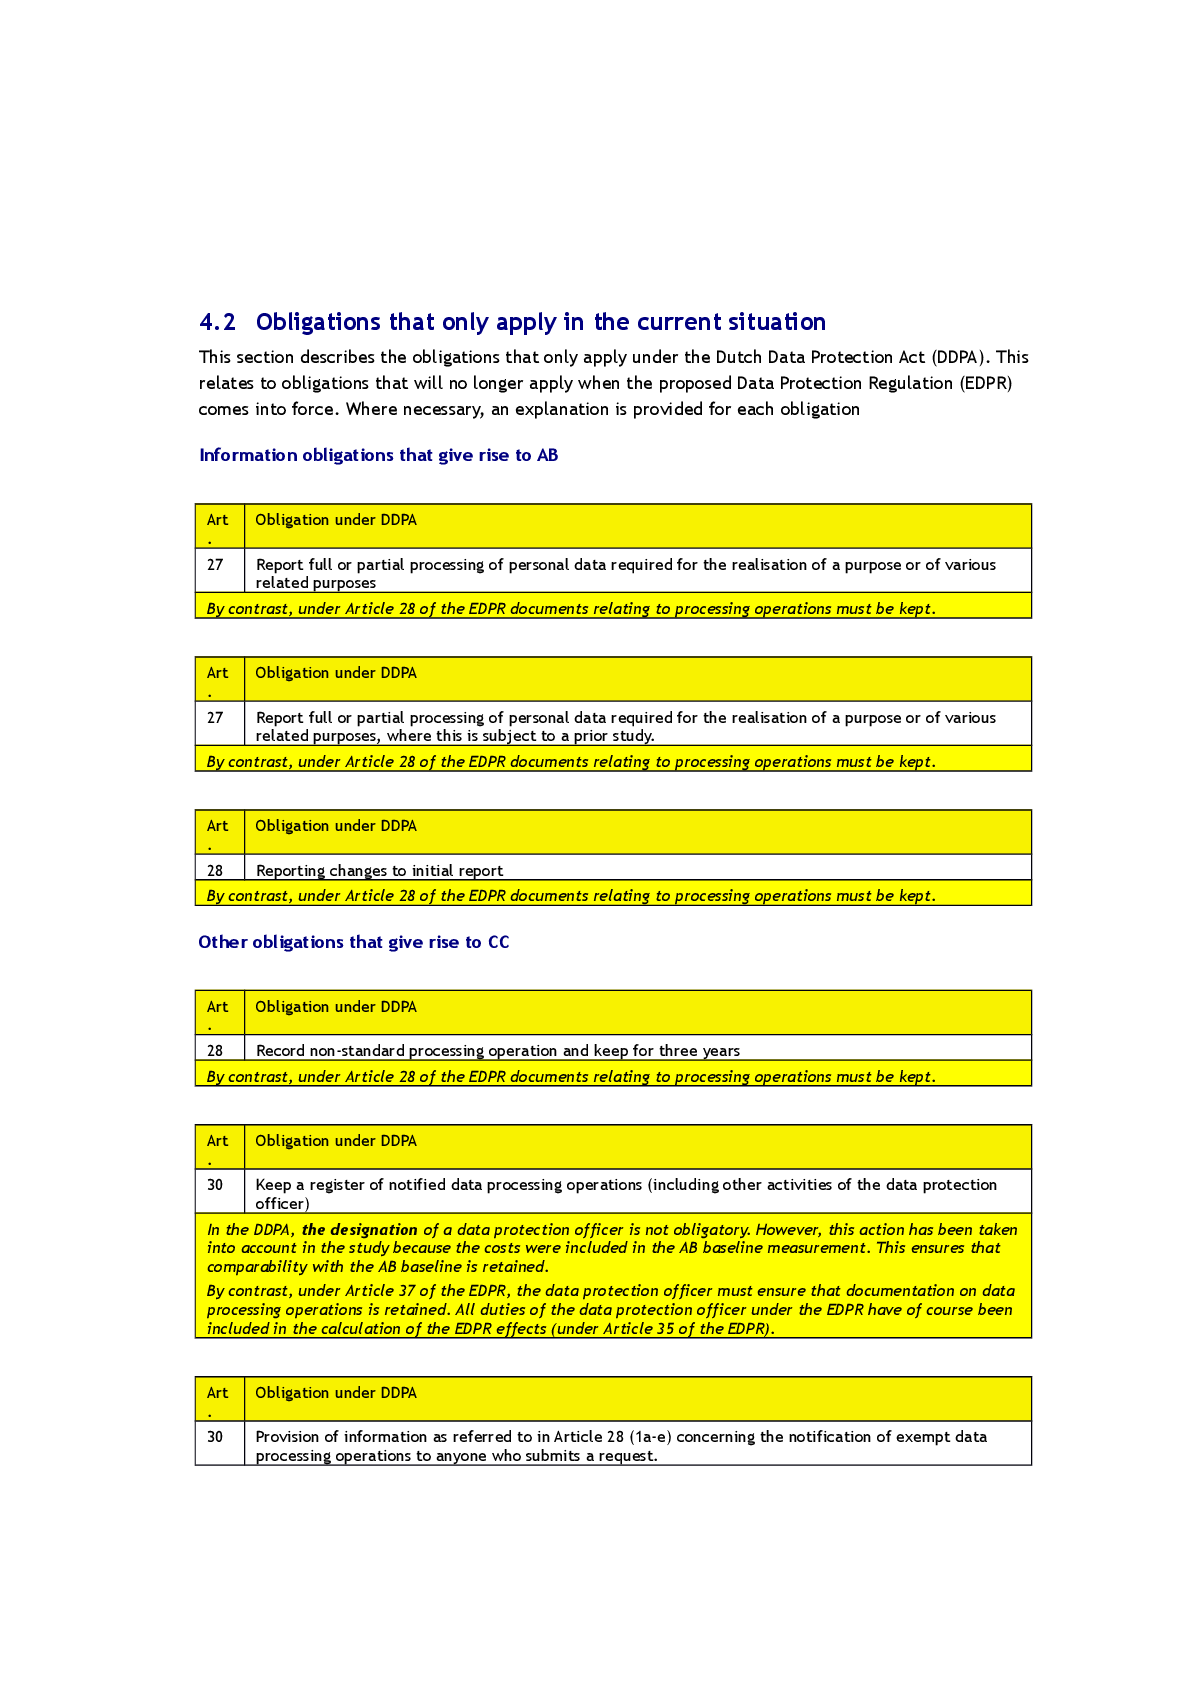 4.2 Obligations that only apply in the current situation
This section describes the obligations that only apply under the Dutch Data Protection Act (DDPA). This
relates to obligations that will no longer apply when the proposed Data Protection Regulation (EDPR)
comes into force. Where necessary, an explanation is provided for each obligation
Information obligations that give rise to AB
Art Obligation under DDPA
.
27 Report full or partial processing of personal data required for the realisation of a purpose or of various
related purposes
By contrast, under Article 28 of the EDPR documents relating to processing operations must be kept.
Art Obligation under DDPA
.
27 Report full or partial processing of personal data required for the realisation of a purpose or of various
related purposes, where this is subject to a prior study.
By contrast, under Article 28 of the EDPR documents relating to processing operations must be kept.
Art Obligation under DDPA
.
28 Reporting changes to initial report
By contrast, under Article 28 of the EDPR documents relating to processing operations must be kept.
Other obligations that give rise to CC
Art Obligation under DDPA
.
28 Record non-standard processing operation and keep for three years
By contrast, under Article 28 of the EDPR documents relating to processing operations must be kept.
Art Obligation under DDPA
.
30 Keep a register of notified data processing operations (including other activities of the data protection
officer)
In the DDPA, the designation of a data protection officer is not obligatory. However, this action has been taken
into account in the study because the costs were included in the AB baseline measurement. This ensures that
comparability with the AB baseline is retained.
By contrast, under Article 37 of the EDPR, the data protection officer must ensure that documentation on data
processing operations is retained. All duties of the data protection officer under the EDPR have of course been
included in the calculation of the EDPR effects (under Article 35 of the EDPR).
Art Obligation under DDPA
.
30 Provision of information as referred to in Article 28 (1a-e) concerning the notification of exempt data
processing operations to anyone who submits a request.